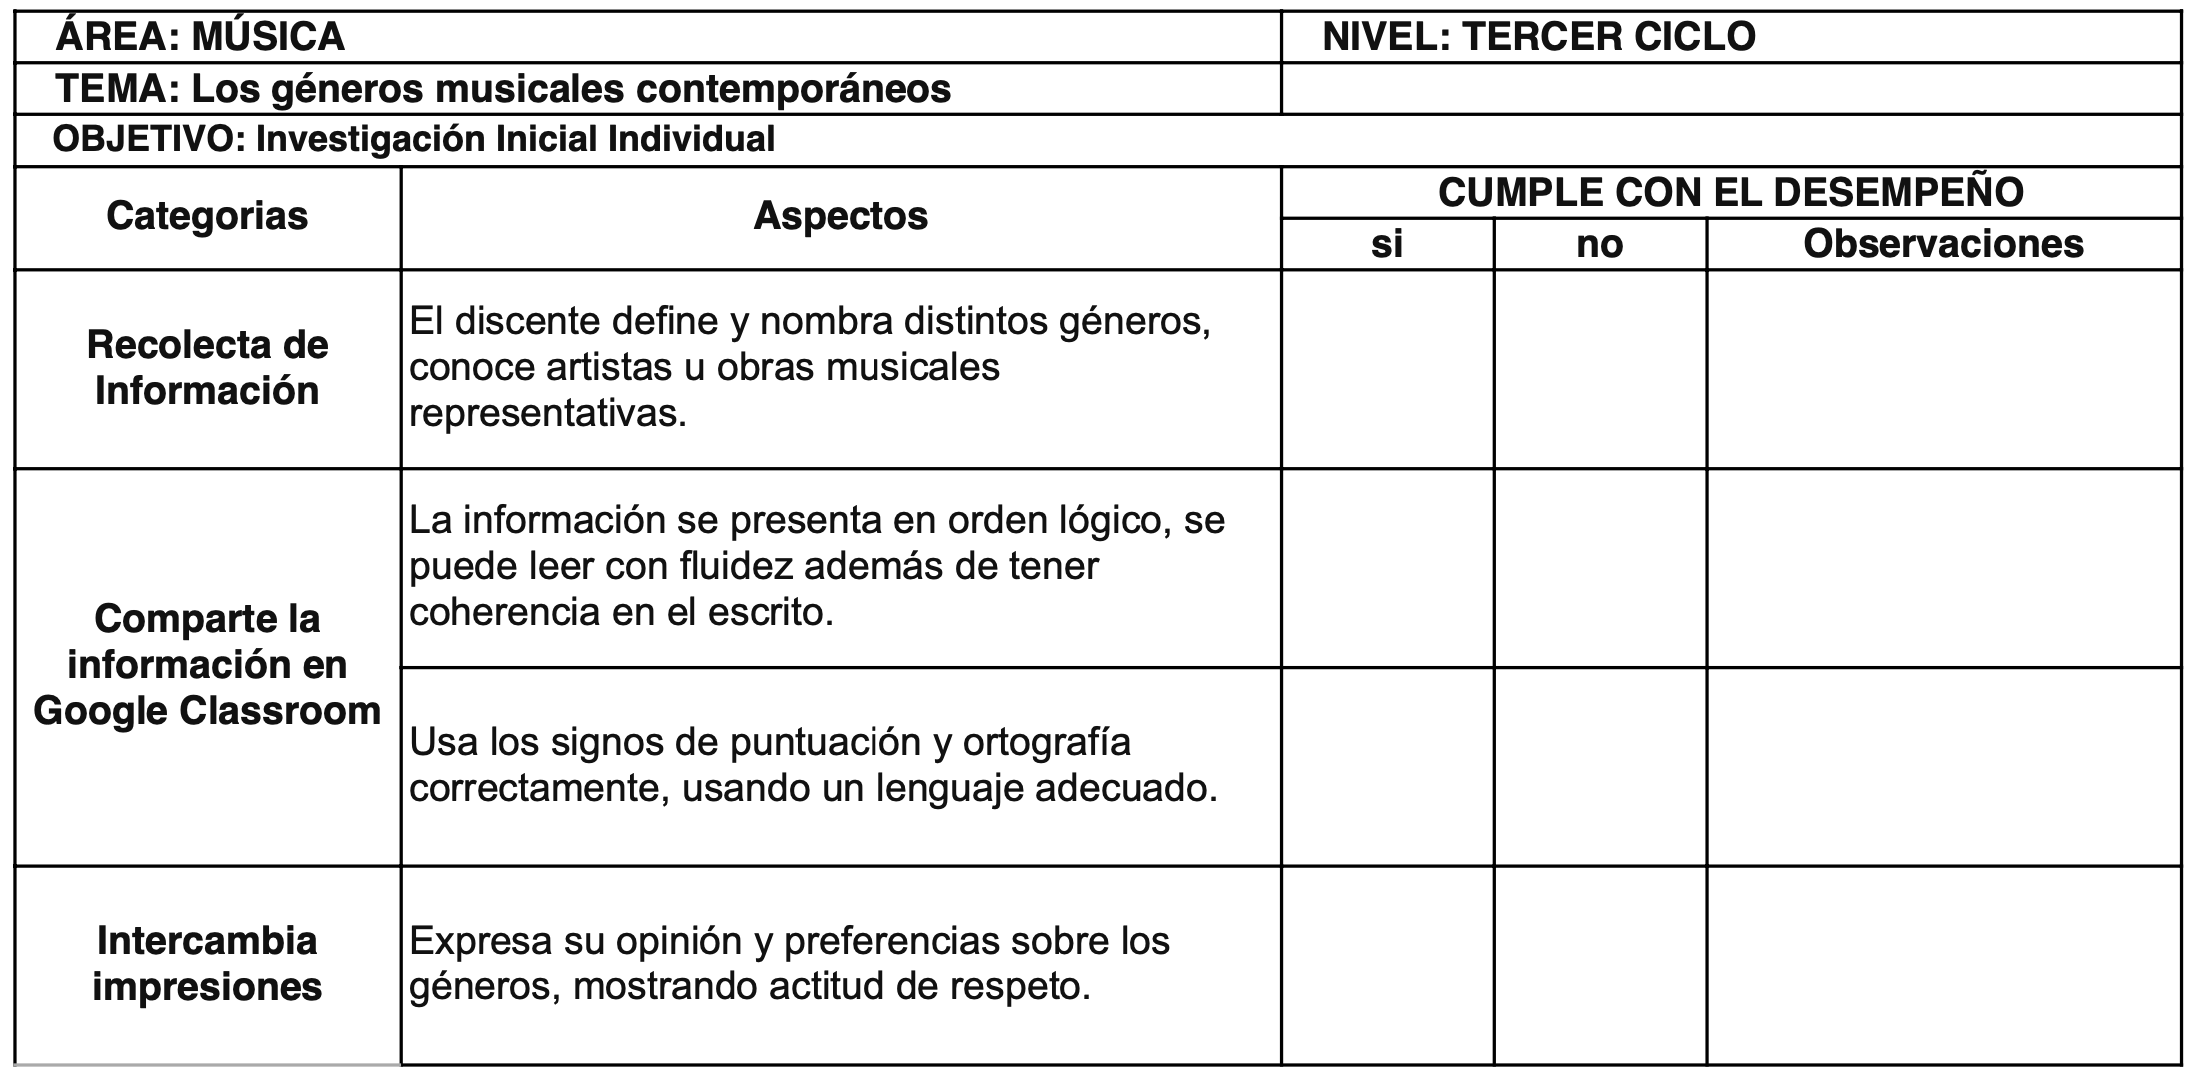 ÁREA: MÚSICA
NIVEL: TERCER CICLO
TEMA: Los géneros musicales contemporáneos
OBJETIVO: Investigación Inicial Individual
Categorias
Aspectos
CUMPLE CON EL DESEMPEÑO
si
no
Observaciones
Recolecta de
Información
El discente define y nombra distintos géneros,
conoce artistas u obras musicales
representativas.
Comparte la
información en
Google Classroom
La información se presenta en orden lógico, se
puede leer con fluidez además de tener
coherencia en el escrito.
Usa los signos de puntuación y ortografía
correctamente, usando un lenguaje adecuado.
Intercambia
impresiones
Expresa su opinión y preferencias sobre los
géneros, mostrando actitud de respeto.